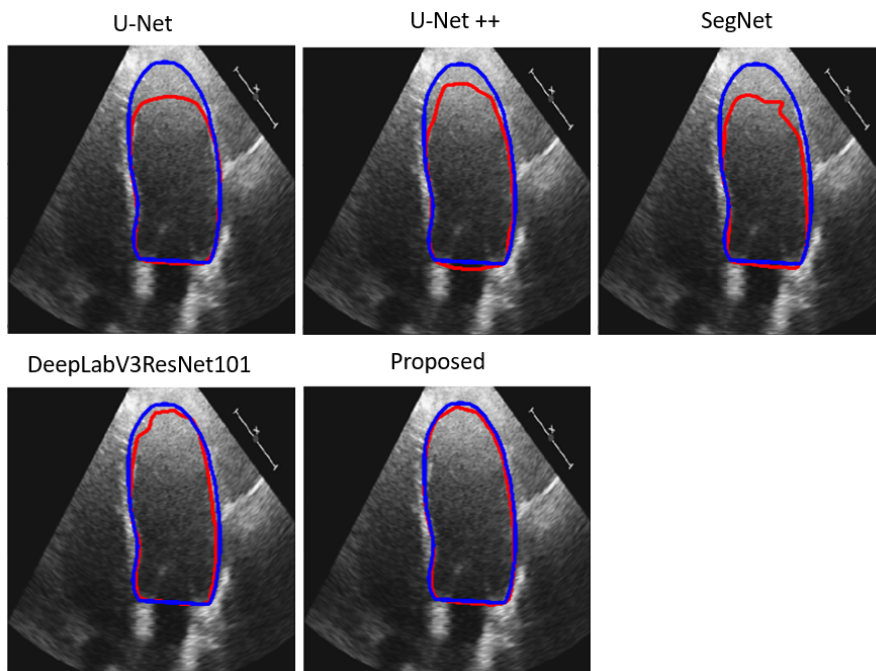 U-Net
U-Net ++
SegNet
DeepLabV3ResNet101
Proposed